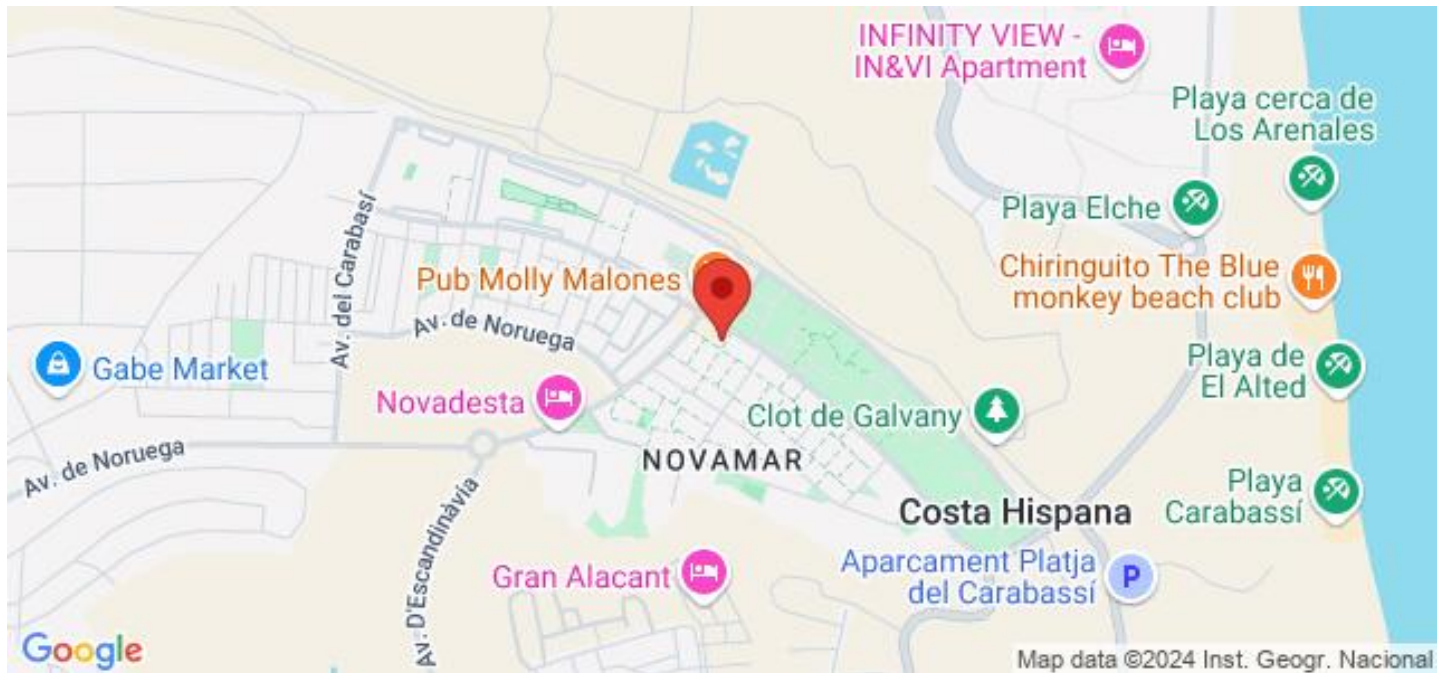 INFINITY VIEW -
IN&VI Apartment
Playa cerca de
Los Arenales
Playa Elche
Av. del Carabasí
Pub Molly Malones
Chiringuito The Blue
monkey beach club
Av. de Noruega
Gabe Market
Playa de
El Alted
Novadesta
Clot de Galvany
Av. de Noruega
NOVAMAR
Playa
Carabassí
Costa Hispana
Av. D'Escandinàvia
Gran Alacant
Aparcament Platja
del Carabassí
P
Google
Map data ©2024 Inst. Geogr. Nacional